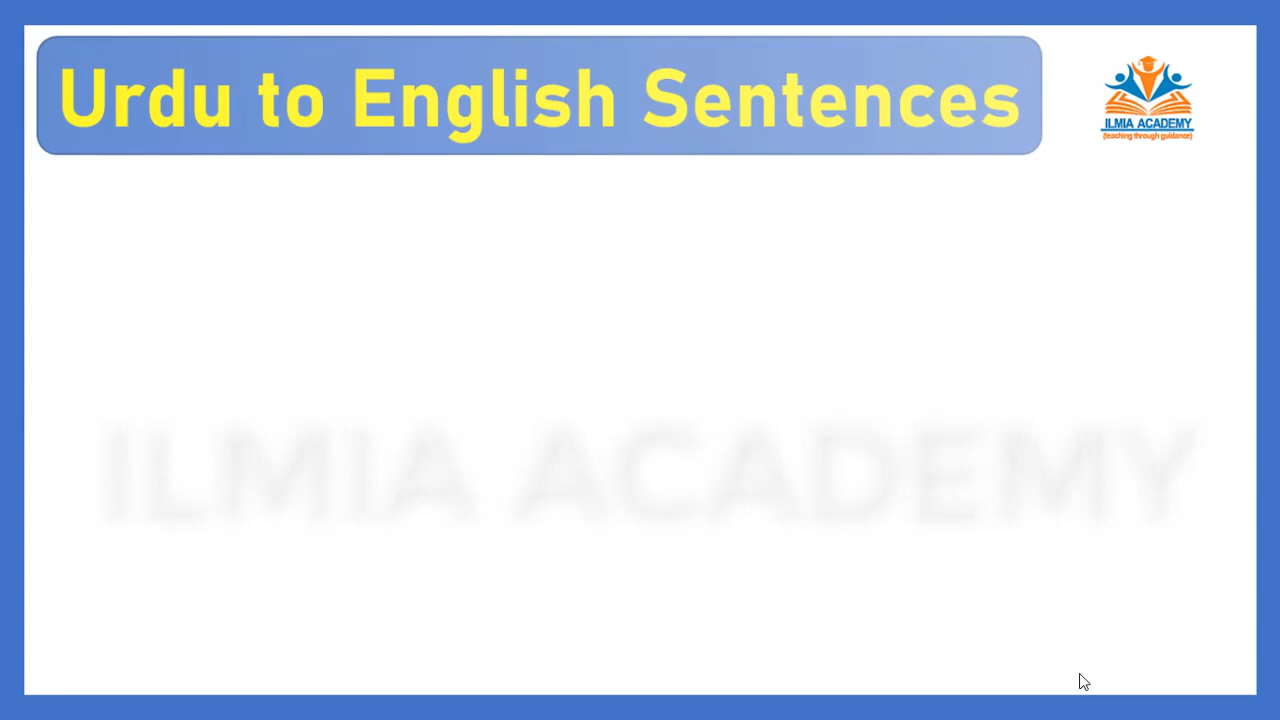 Urdu to English Sentences
ILMIA ACADEMY
(teaching through guidance)
ILMIA ACADEMY